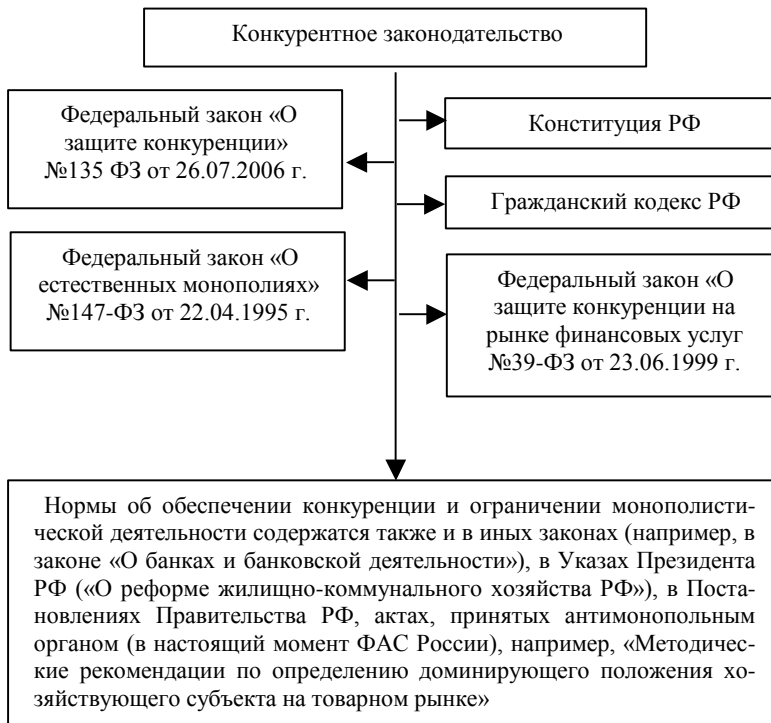 Конкурентное законодательство
Федеральный закон «О
защите конкуренции»
№135 ФЗ от 26.07.2006 г.
Конституция РФ
Гражданский кодекс РФ
Федеральный закон «О
естественных монополиях»
№147-ФЗ от 22.04.1995 г.
Федеральный закон «О
защите конкуренции на
рынке финансовых услуг
№39-ФЗ от 23.06.1999 г.
Нормы об обеспечении конкуренции и ограничении монополисти-
ческой деятельности содержатся также и в иных законах (например, в
законе «О банках и банковской деятельности»), в Указах Президента
РФ («О реформе жилищно-коммунального хозяйства РФ»), в Поста-
новлениях Правительства РФ, актах, принятых антимонопольным
органом (в настоящий момент ФАС России), например, «Методичес-
кие рекомендации по определению доминирующего положения хо-
зяйствующего субъекта на товарном рынке»